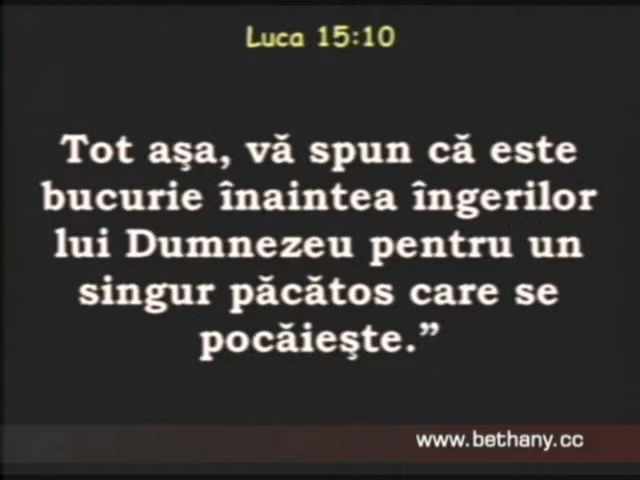 Luca 15:10
Tot aşa, vă spun că este
bucurie înaintea îngerilor
lui Dumnezeu pentru un
singur păcătos care se
pocăieşte.”
www.bethany.cc